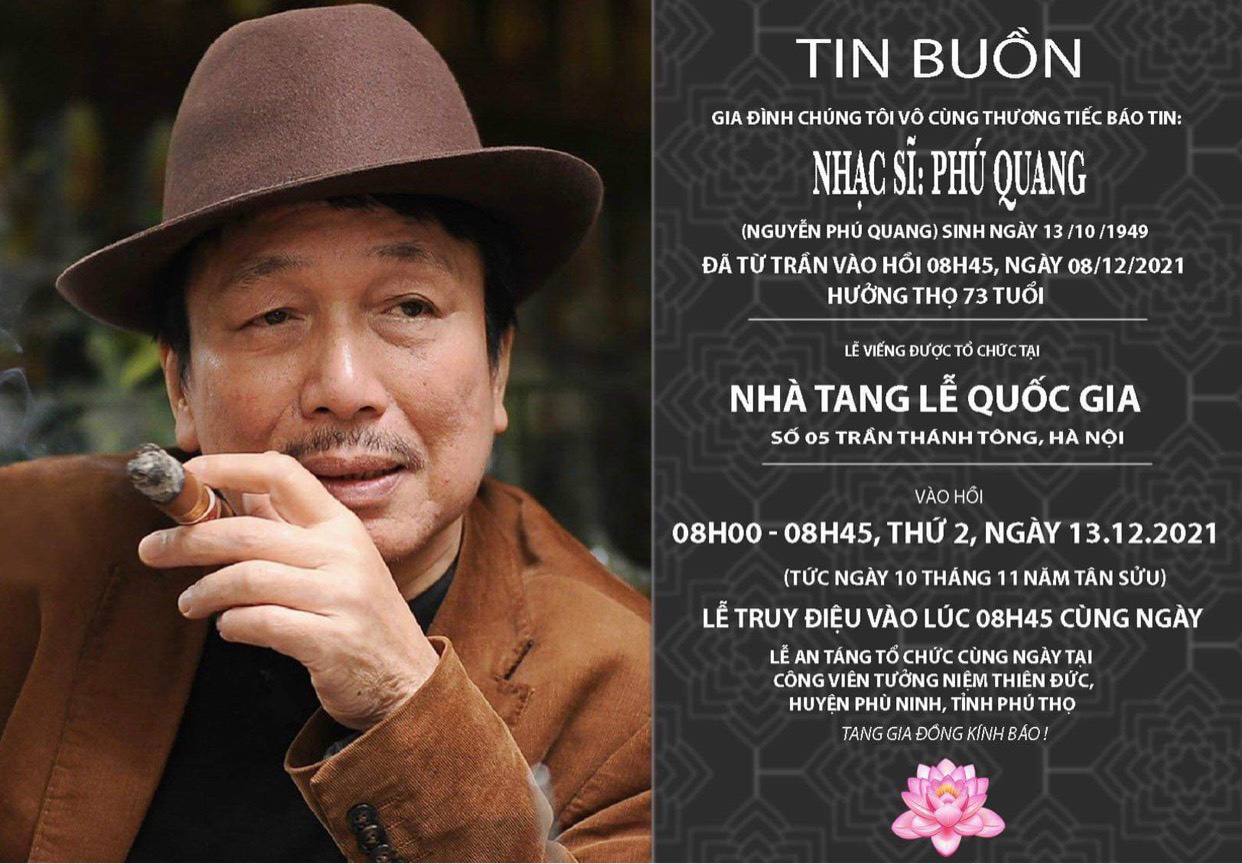 TIN BUỒN
GIA ĐÌNH CHÚNG TÔI VÔ CÙNG THƯƠNG TIẾC BÁO TIN:
NHẠC SĨ: PHÚ QUANG
(NGUYỄN PHÚ QUANG) SINH NGÀY 13 /10 /1949
ĐÃ TỪ TRẦN VÀO HỒI 08H45, NGÀY 08/12/2021
HƯỞNG THỌ 73 TUỔI
LỄ VIẾNG ĐƯỢC TỔ CHỨC TẠI
NHÀ TANG LỄ QUỐC GIA
SỐ 05 TRẦN THÁNH TÔNG, HÀ NỘI
VÀO HỒI
08H00 - 08H45, THỨ 2, NGÀY 13.12.2021
(TỨC NGÀY 10 THÁNG 11 NĂM TÂN SỬU)
LỄ TRUY ĐIỆU VÀO LÚC 08H45 CÙNG NGÀY
LỄ AN TÁNG TỔ CHỨC CÙNG NGÀY TẠI
CÔNG VIÊN TƯỞNG NIỆM THIÊN ĐỨC,
HUYỆN PHÙ NINH, TỈNH PHÚ THỌ
TANG GIA ĐỒNG KÍNH BÁO !